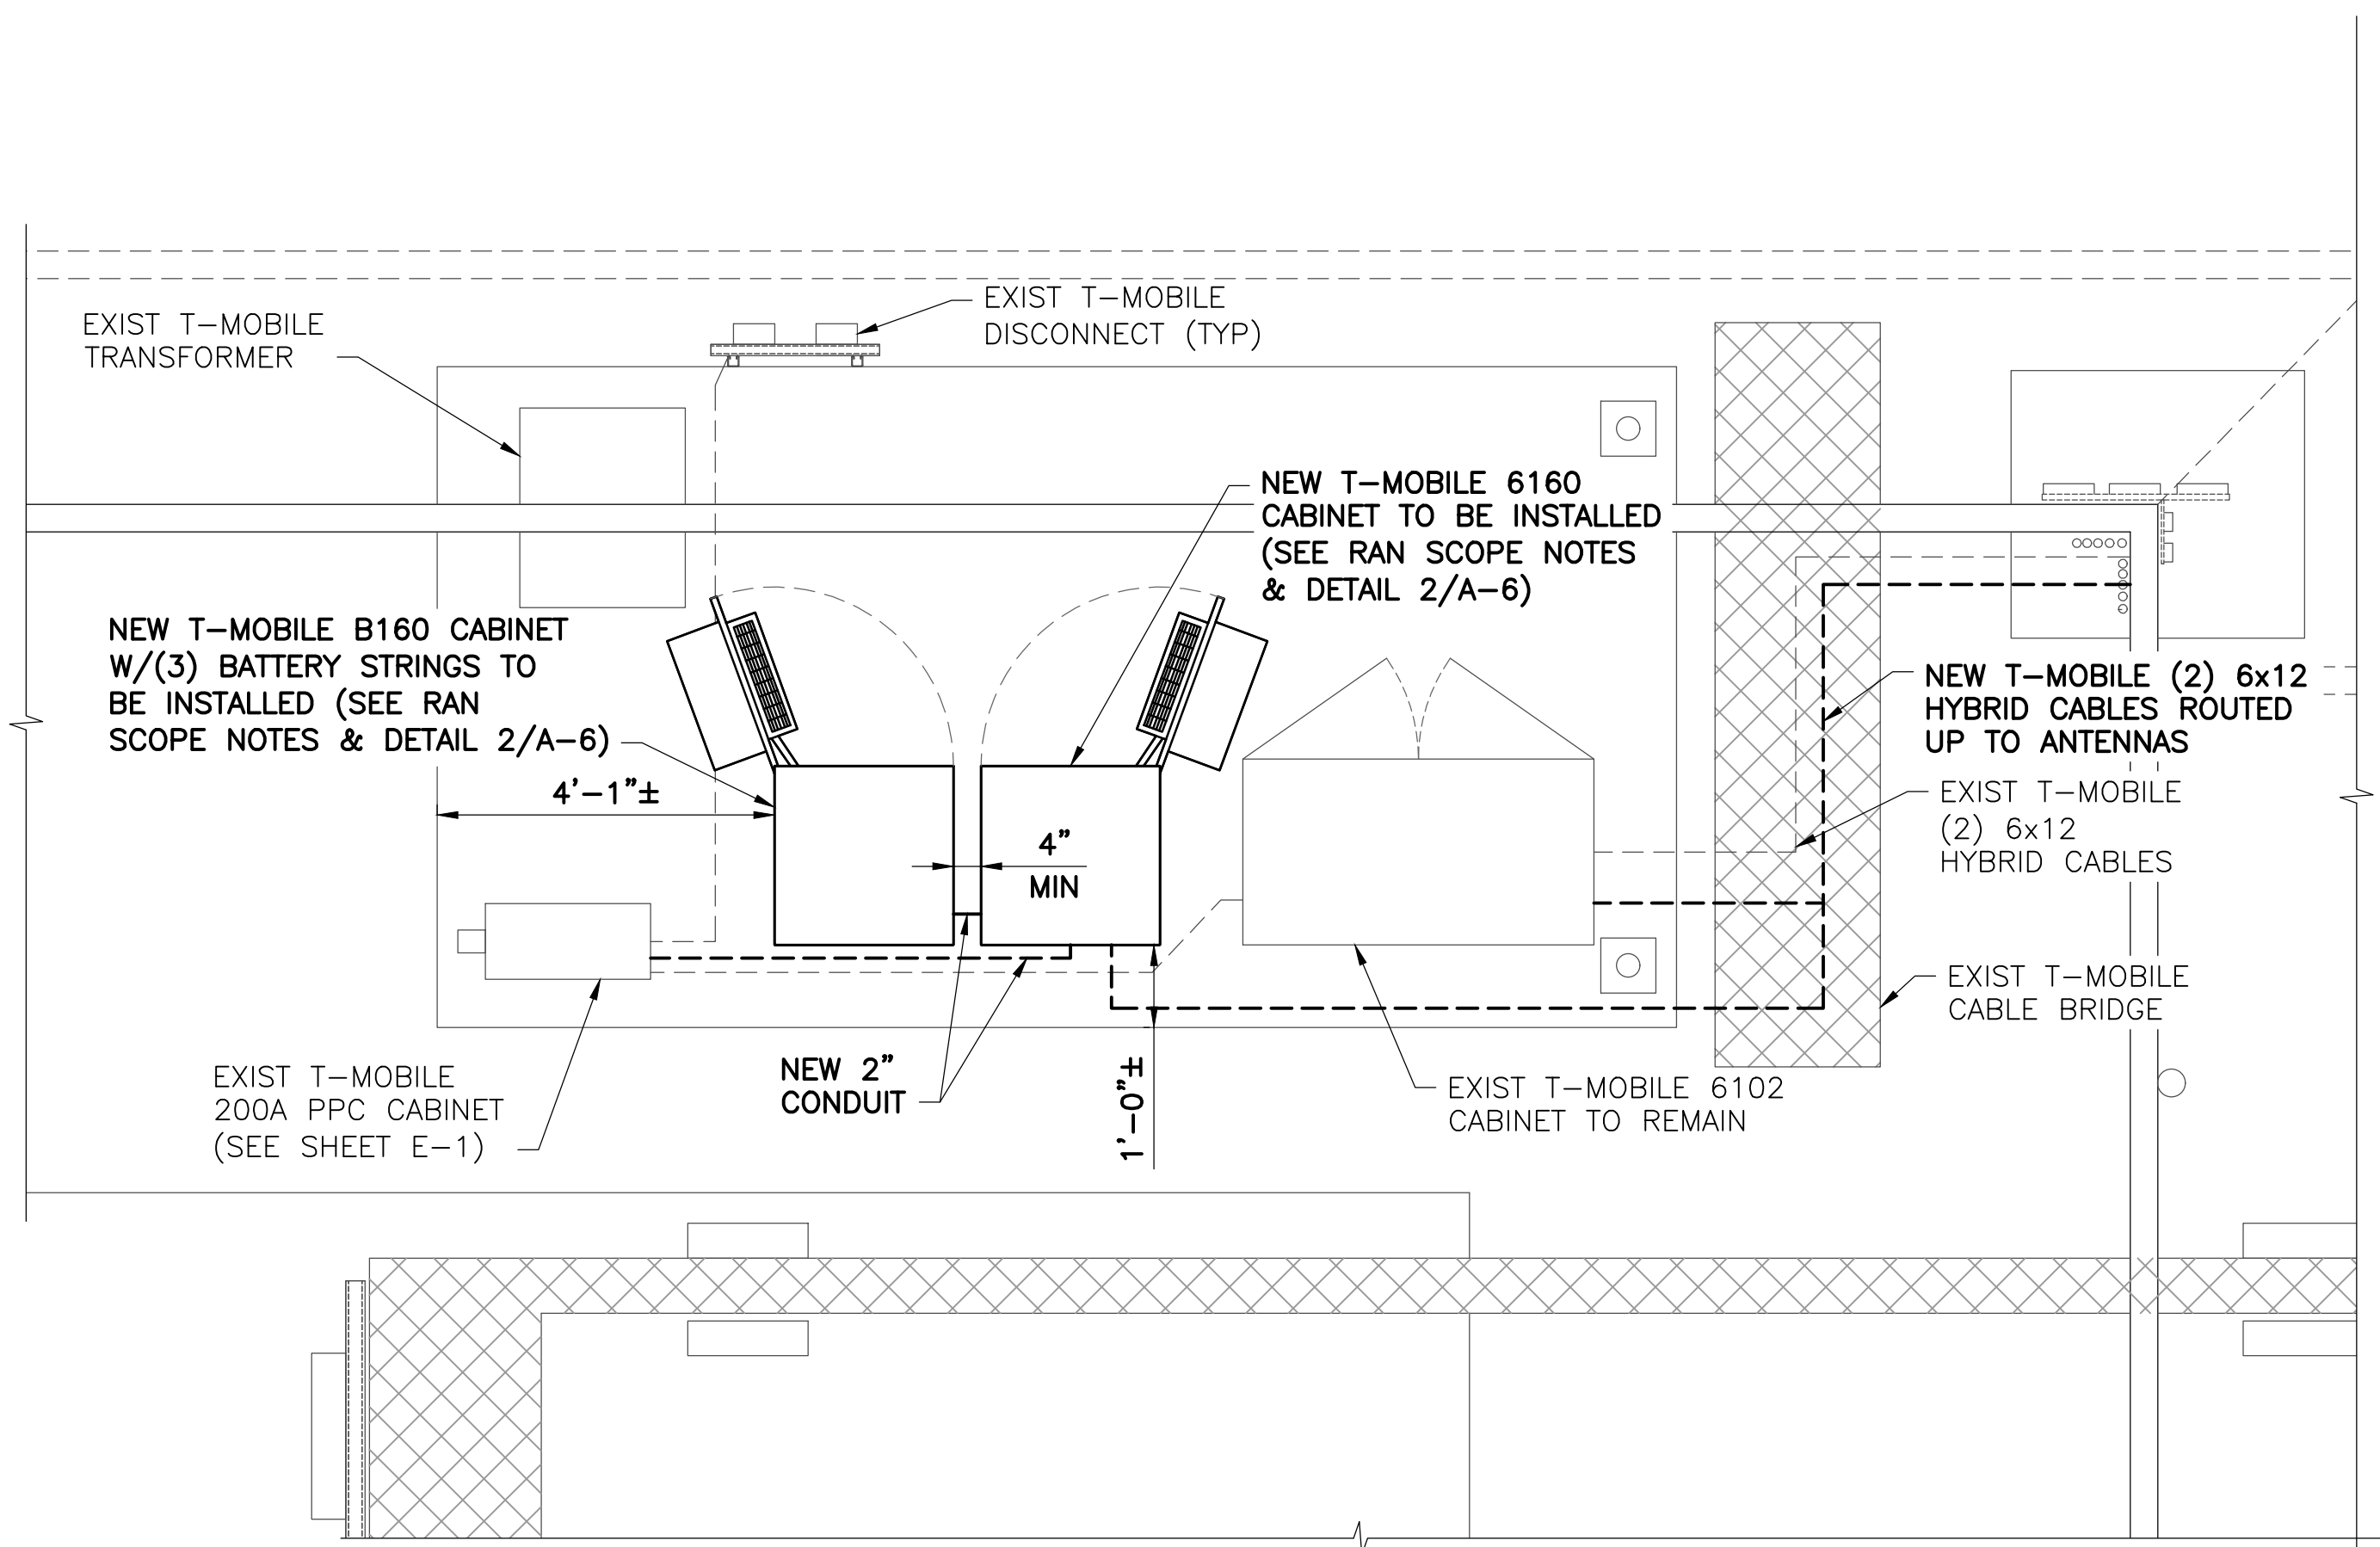 EXIST T-MOBILE
DISCONNECT (TYP)
EXIST T-MOBILE
TRANSFORMER
NEW T-MOBILE 6160
CABINET TO BE INSTALLED
(SEE RAN SCOPE NOTES
& DETAIL 2/A-6)
NEW T-MOBILE B160 CABINET
W/(3) BATTERY STRINGS TO
BE INSTALLED (SEE RAN
SCOPE NOTES & DETAIL 2/A-6)
NEW T-MOBILE (2) 6x12
HYBRID CABLES ROUTED
UP TO ANTENNAS
4'-1"±
4"
MIN
EXIST T-MOBILE
(2) 6x12
HYBRID CABLES
EXIST T-MOBILE
CABLE BRIDGE
EXIST T-MOBILE
200A PPC CABINET
(SEE SHEET E-1)
NEW 2"
CONDUIT
1'-0"±
EXIST T-MOBILE 6102
CABINET TO REMAIN